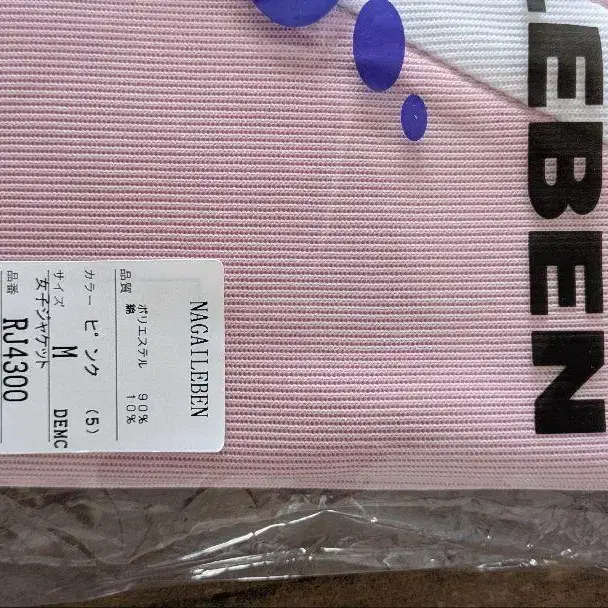 LEBEN
NAGAILEBEN
品質 ポリエステル 90%
綿 10%
カラー ピンク (5)
サイズ M DEMC
女子ジャケット
品番 RJ4300